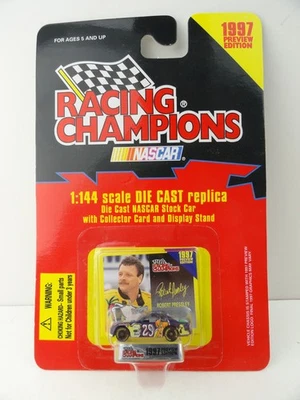 FOR AGES 5 AND UP
1997
PREVIEW
EDITION
RACING
CHAMPIONS
NASCAR
1:144 scale DIE CAST replica
Die Cast NASCAR Stock Car
with Collector Card and Display Stand
WARNING:
CHOKING HAZARD-Small parts
Not for Children under 3 years
1997
ROBERT PRESSLEY
29
1997